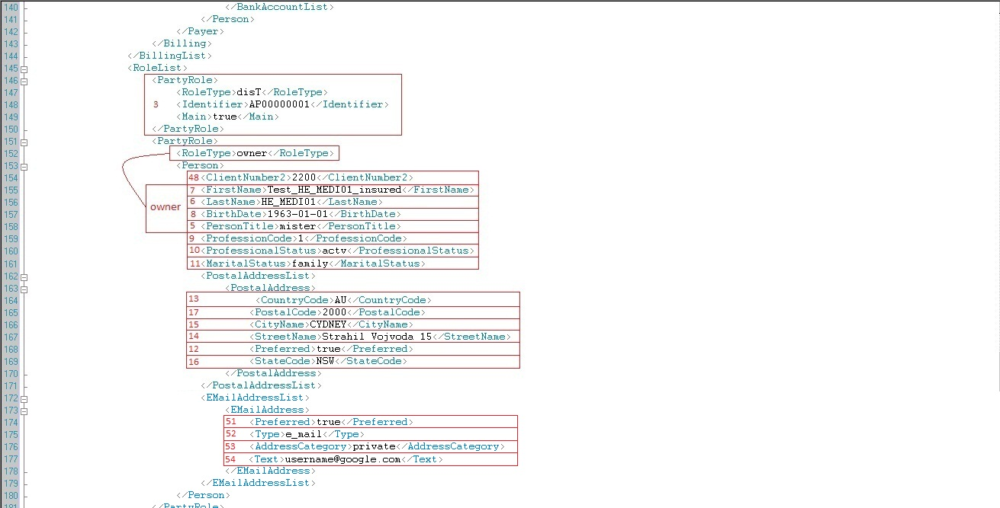 140 </BankAccountList>
141 </Person>
142 </Payer>
143 </Billing>
144 </BillingList>
145 <RoleList>
146 <PartyRole>
147 <RoleType>disT</RoleType>
148 3 <Identifier>AP00000001</Identifier>
149 <Main>true</Main>
150 </PartyRole>
151 <PartyRole>
152 <RoleType>owner</RoleType>
153 <Person>
154 48 <ClientNumber2>2200</ClientNumber2>
155 7 <FirstName>Test_HE_MEDI01_insured</FirstName>
156 owner 6 <LastName>HE_MEDI01</LastName>
157 8 <BirthDate>1963-01-01</BirthDate>
158 5 <PersonTitle>mister</PersonTitle>
159 9 <ProfessionCode>1</ProfessionCode>
160 10 <ProfessionalStatus>actv</ProfessionalStatus>
161 11 <MaritalStatus>family</MaritalStatus>
162 <PostalAddressList>
163 <PostalAddress>
164 13 <CountryCode>AU</CountryCode>
165 17 <PostalCode>2000</PostalCode>
166 15 <CityName>CYDNEY</CityName>
167 14 <StreetName>Strahil Vojvoda 15</StreetName>
168 12 <Preferred>true</Preferred>
169 16 <StateCode>NSW</StateCode>
170 </PostalAddress>
171 </PostalAddressList>
172 <EMailAddressList>
173 <EMailAddress>
174 51 <Preferred>true</Preferred>
175 52 <Type>e_mail</Type>
176 53 <AddressCategory>private</AddressCategory>
177 54 <Text>username@google.com</Text>
178 </EMailAddress>
179 </EMailAddressList>
180 </Person>
181 </PartyRole>